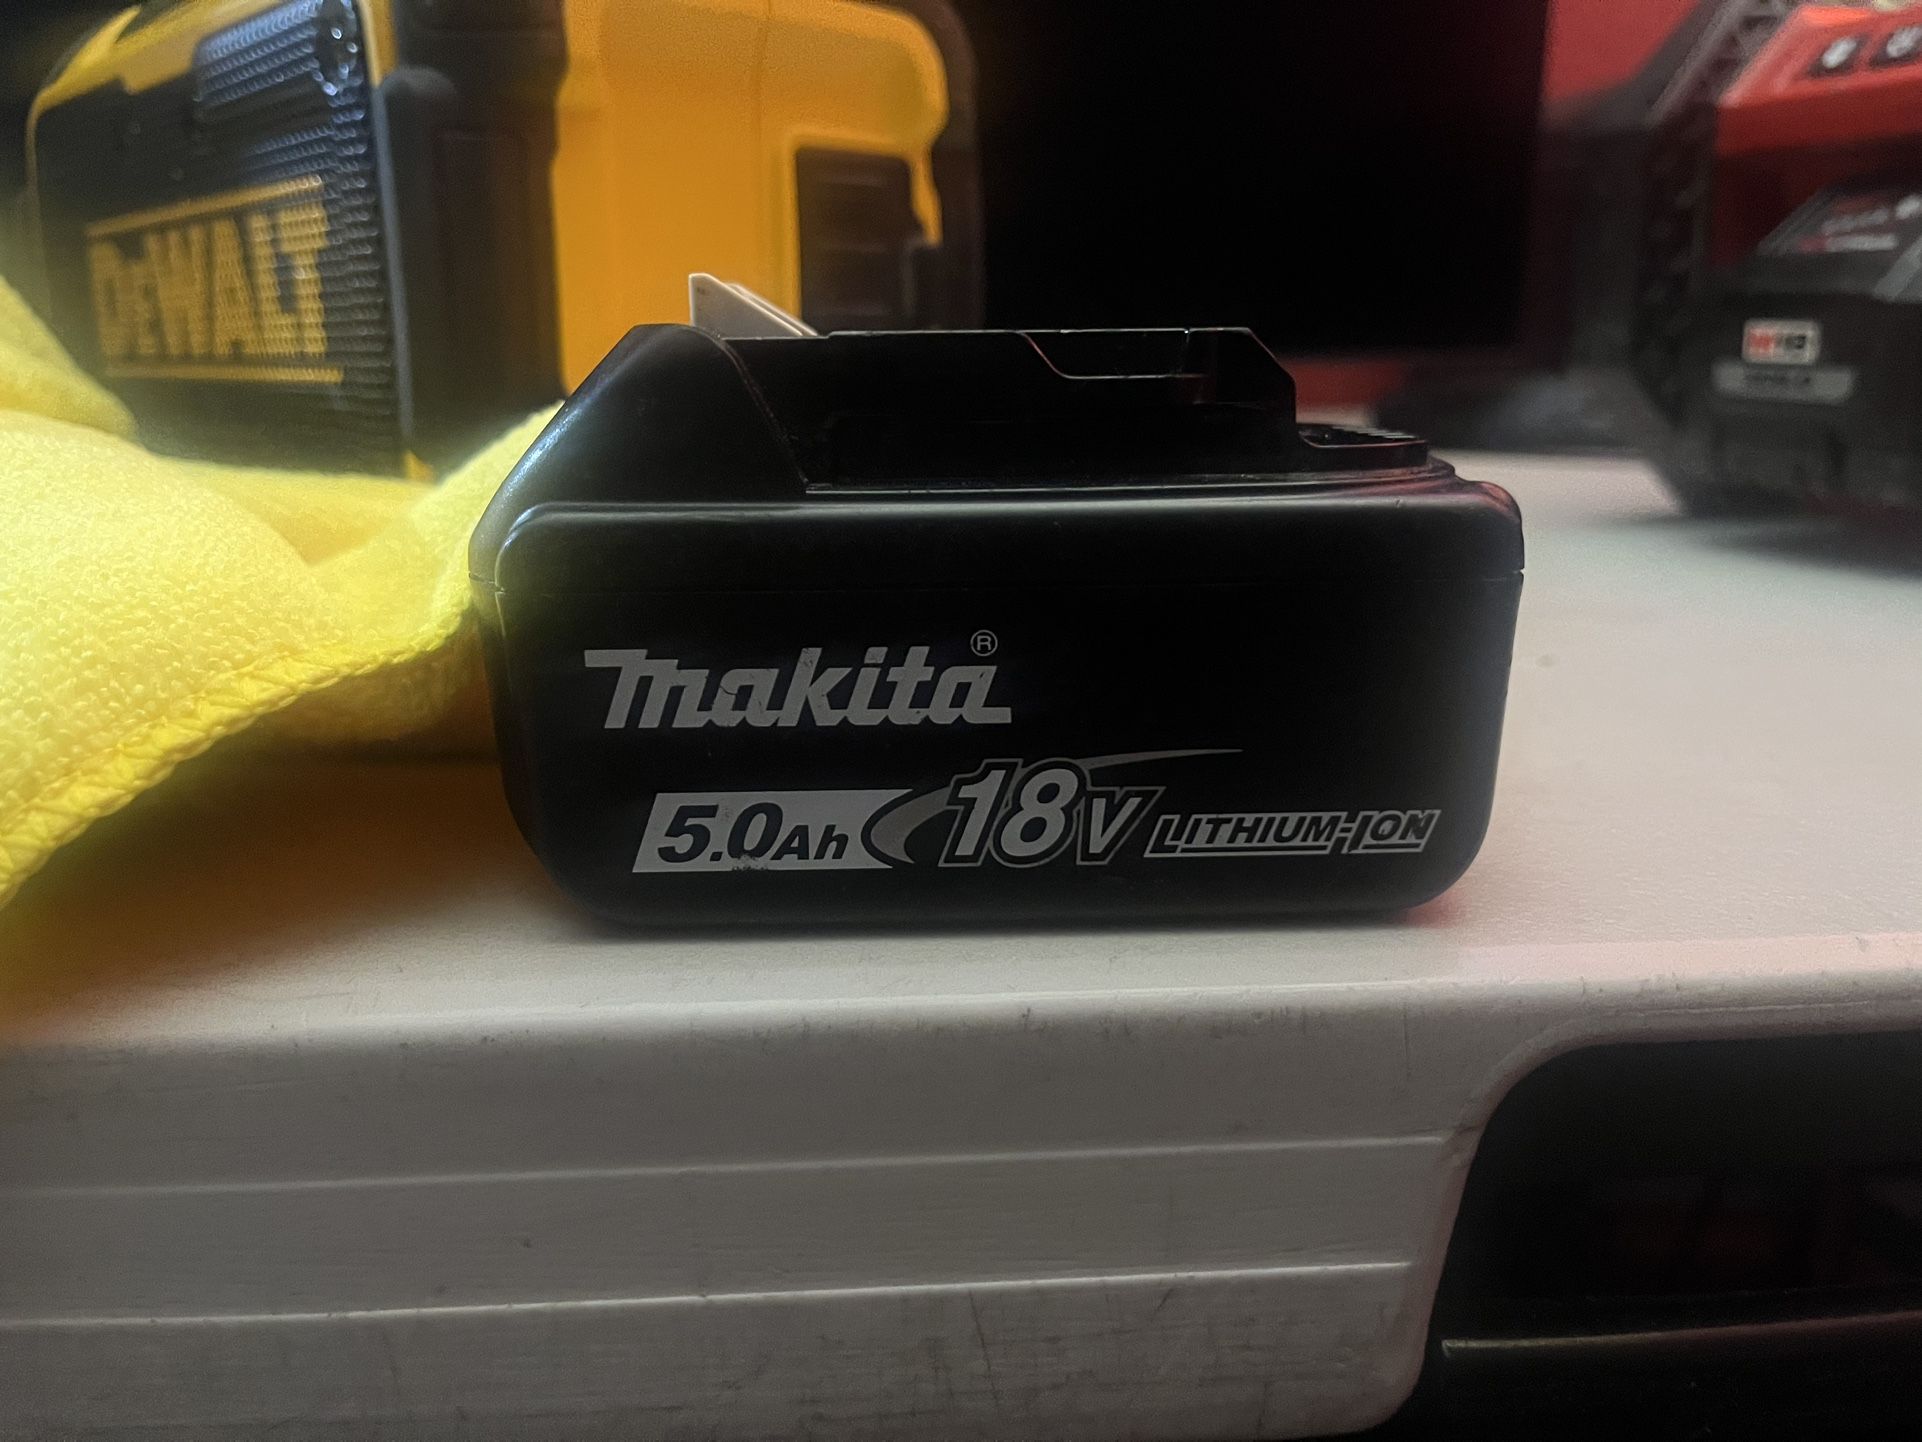 DEWALT
makita®
5.0Ah 18V LITHIUM-ION